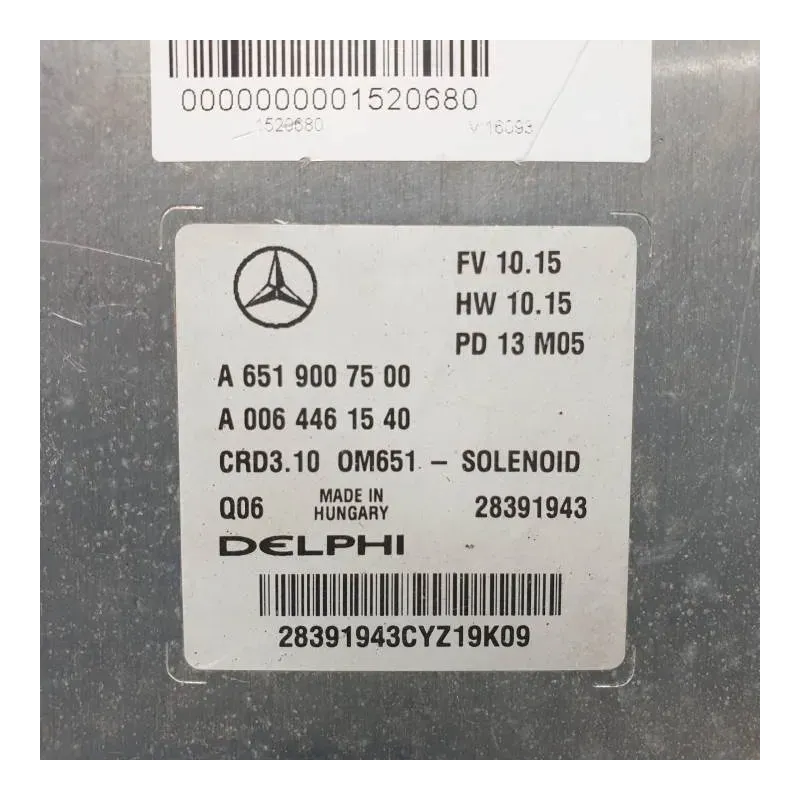 0000000001520680
1520680 V 16093
FV 10.15
HW 10.15
PD 13 M05
A 651 900 75 00
A 006 446 15 40
CRD3.10 OM651 – SOLENOID
Q06 MADE IN HUNGARY 28391943
DELPHI
28391943CYZ19K09